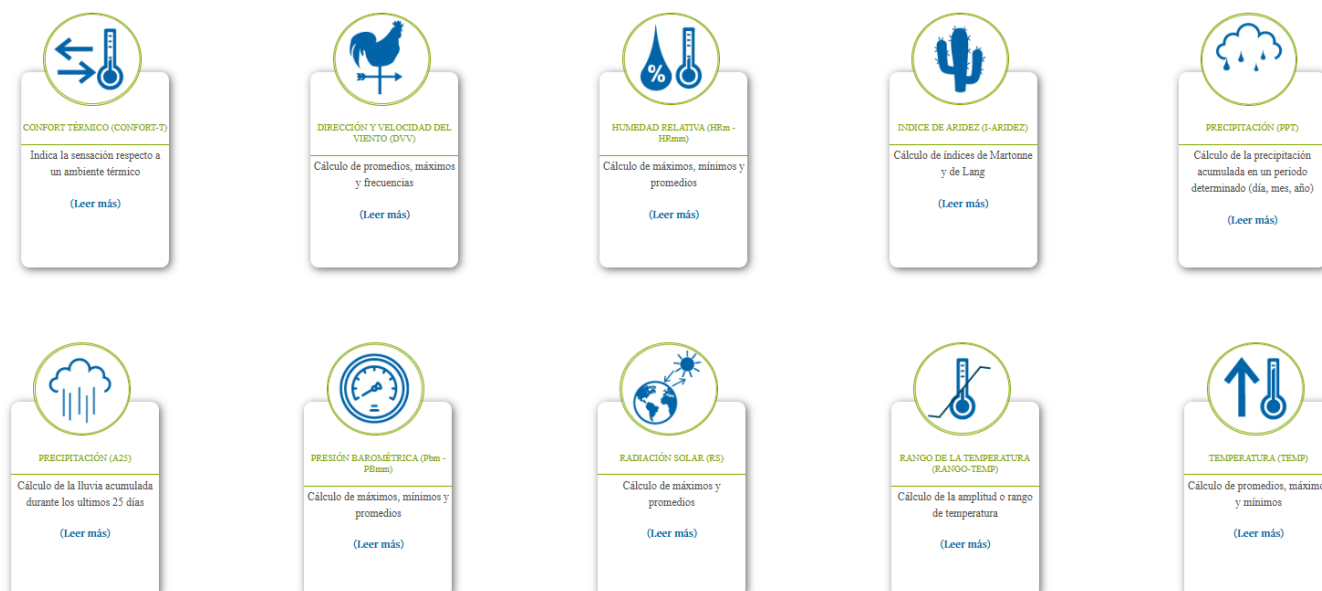 %
CONFORT TÉRMICO (CONFORT-T)
Indica la sensación respecto a
un ambiente térmico
(Leer más)
DIRECCIÓN Y VELOCIDAD DEL
VIENTO (DVV)
Cálculo de promedios, máximos
y frecuencias
(Leer más)
HUMEDAD RELATIVA (HRm -
HRmm)
Cálculo de máximos, mínimos y
promedios
(Leer más)
INDICE DE ARIDEZ (I-ARIDEZ)
Cálculo de índices de Martonne
y de Lang
(Leer más)
PRECIPITACIÓN (PPT)
Cálculo de la precipitación
acumulada en un periodo
determinado (día, mes, año)
(Leer más)
PRECIPITACIÓN (A25)
Cálculo de la lluvia acumulada
durante los ultimos 25 días
(Leer más)
PRESIÓN BAROMÉTRICA (Pbm -
PBmm)
Cálculo de máximos, mínimos y
promedios
(Leer más)
RADIACIÓN SOLAR (RS)
Cálculo de máximos y
promedios
(Leer más)
RANGO DE LA TEMPERATURA
(RANGO-TEMP)
Cálculo de la amplitud o rango
de temperatura
(Leer más)
TEMPERATURA (TEMP)
Cálculo de promedios, máximo
y mínimos
(Leer más)